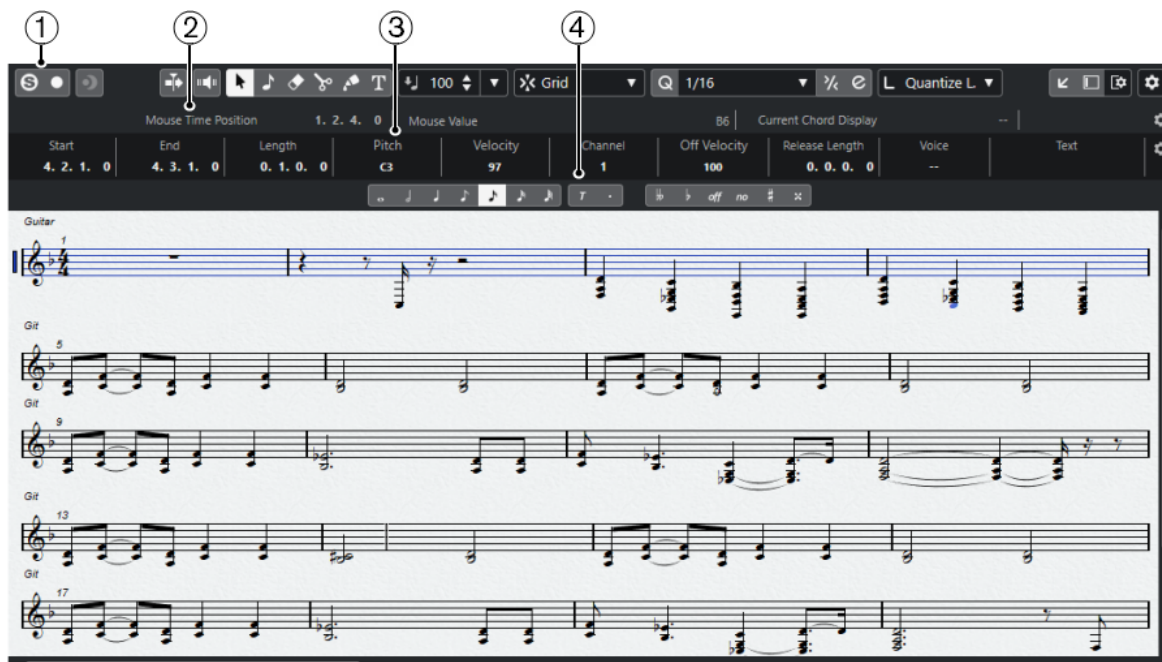 1 2 3 4
S 100 Grid Q 1/16 e L Quantize L.
Mouse Time Position 1. 2. 4. 0 Mouse Value B6 Current Chord Display --
Start End Length Pitch Velocity Channel Off Velocity Release Length Voice Text
4. 2. 1. 0 4. 3. 1. 0 0. 1. 0. 0 C3 97 1 100 0. 0. 0. 0 --
T . off no
Guitar
1
4
4
Git
5
Git
9
Git
13
Git
17